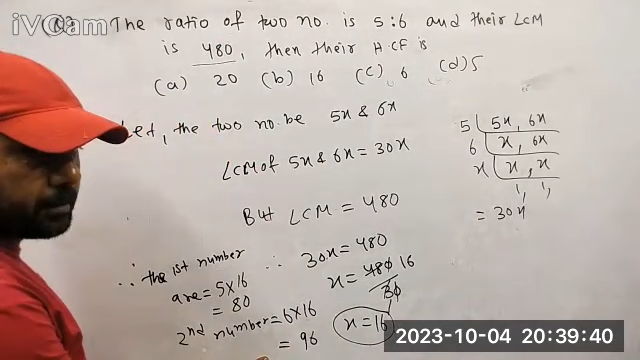 iVCam
The ratio of two no. is 5:6 and their LCM
is 480, then their H.CF is
(a) 20 (b) 16 (c) 6 (d) 5
Let, the two no. be 5x & 6x
LCM of 5x & 6x = 30x
But LCM = 480
∴ 30x = 480
x = 480 16
30
x = 16
5 5x, 6x
6 x, 6x
x x, x
1, 1,
= 30x
∴ the 1st number
are = 5X16
= 80
2nd number = 6X16
= 96
2023-10-04 20:39:40